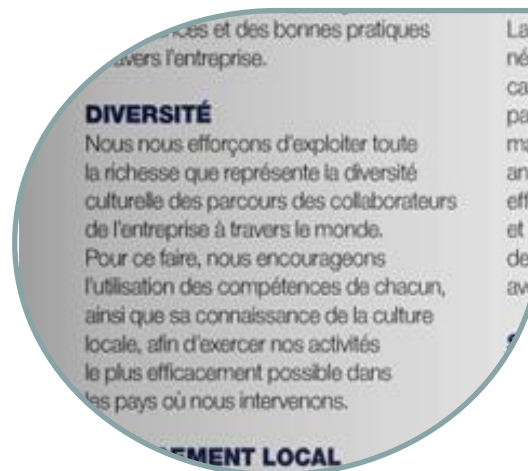 et des bonnes pratiques
l'entreprise.
DIVERSITÉ
Nous nous efforçons d'exploiter toute
la richesse que représente la diversité
culturelle des parcours des collaborateurs
de l'entreprise à travers le monde.
Pour ce faire, nous encourageons
l'utilisation des compétences de chacun,
ainsi que sa connaissance de la culture
locale, afin d'exercer nos activités
le plus efficacement possible dans
les pays où nous intervenons.
LOCAL
La
et